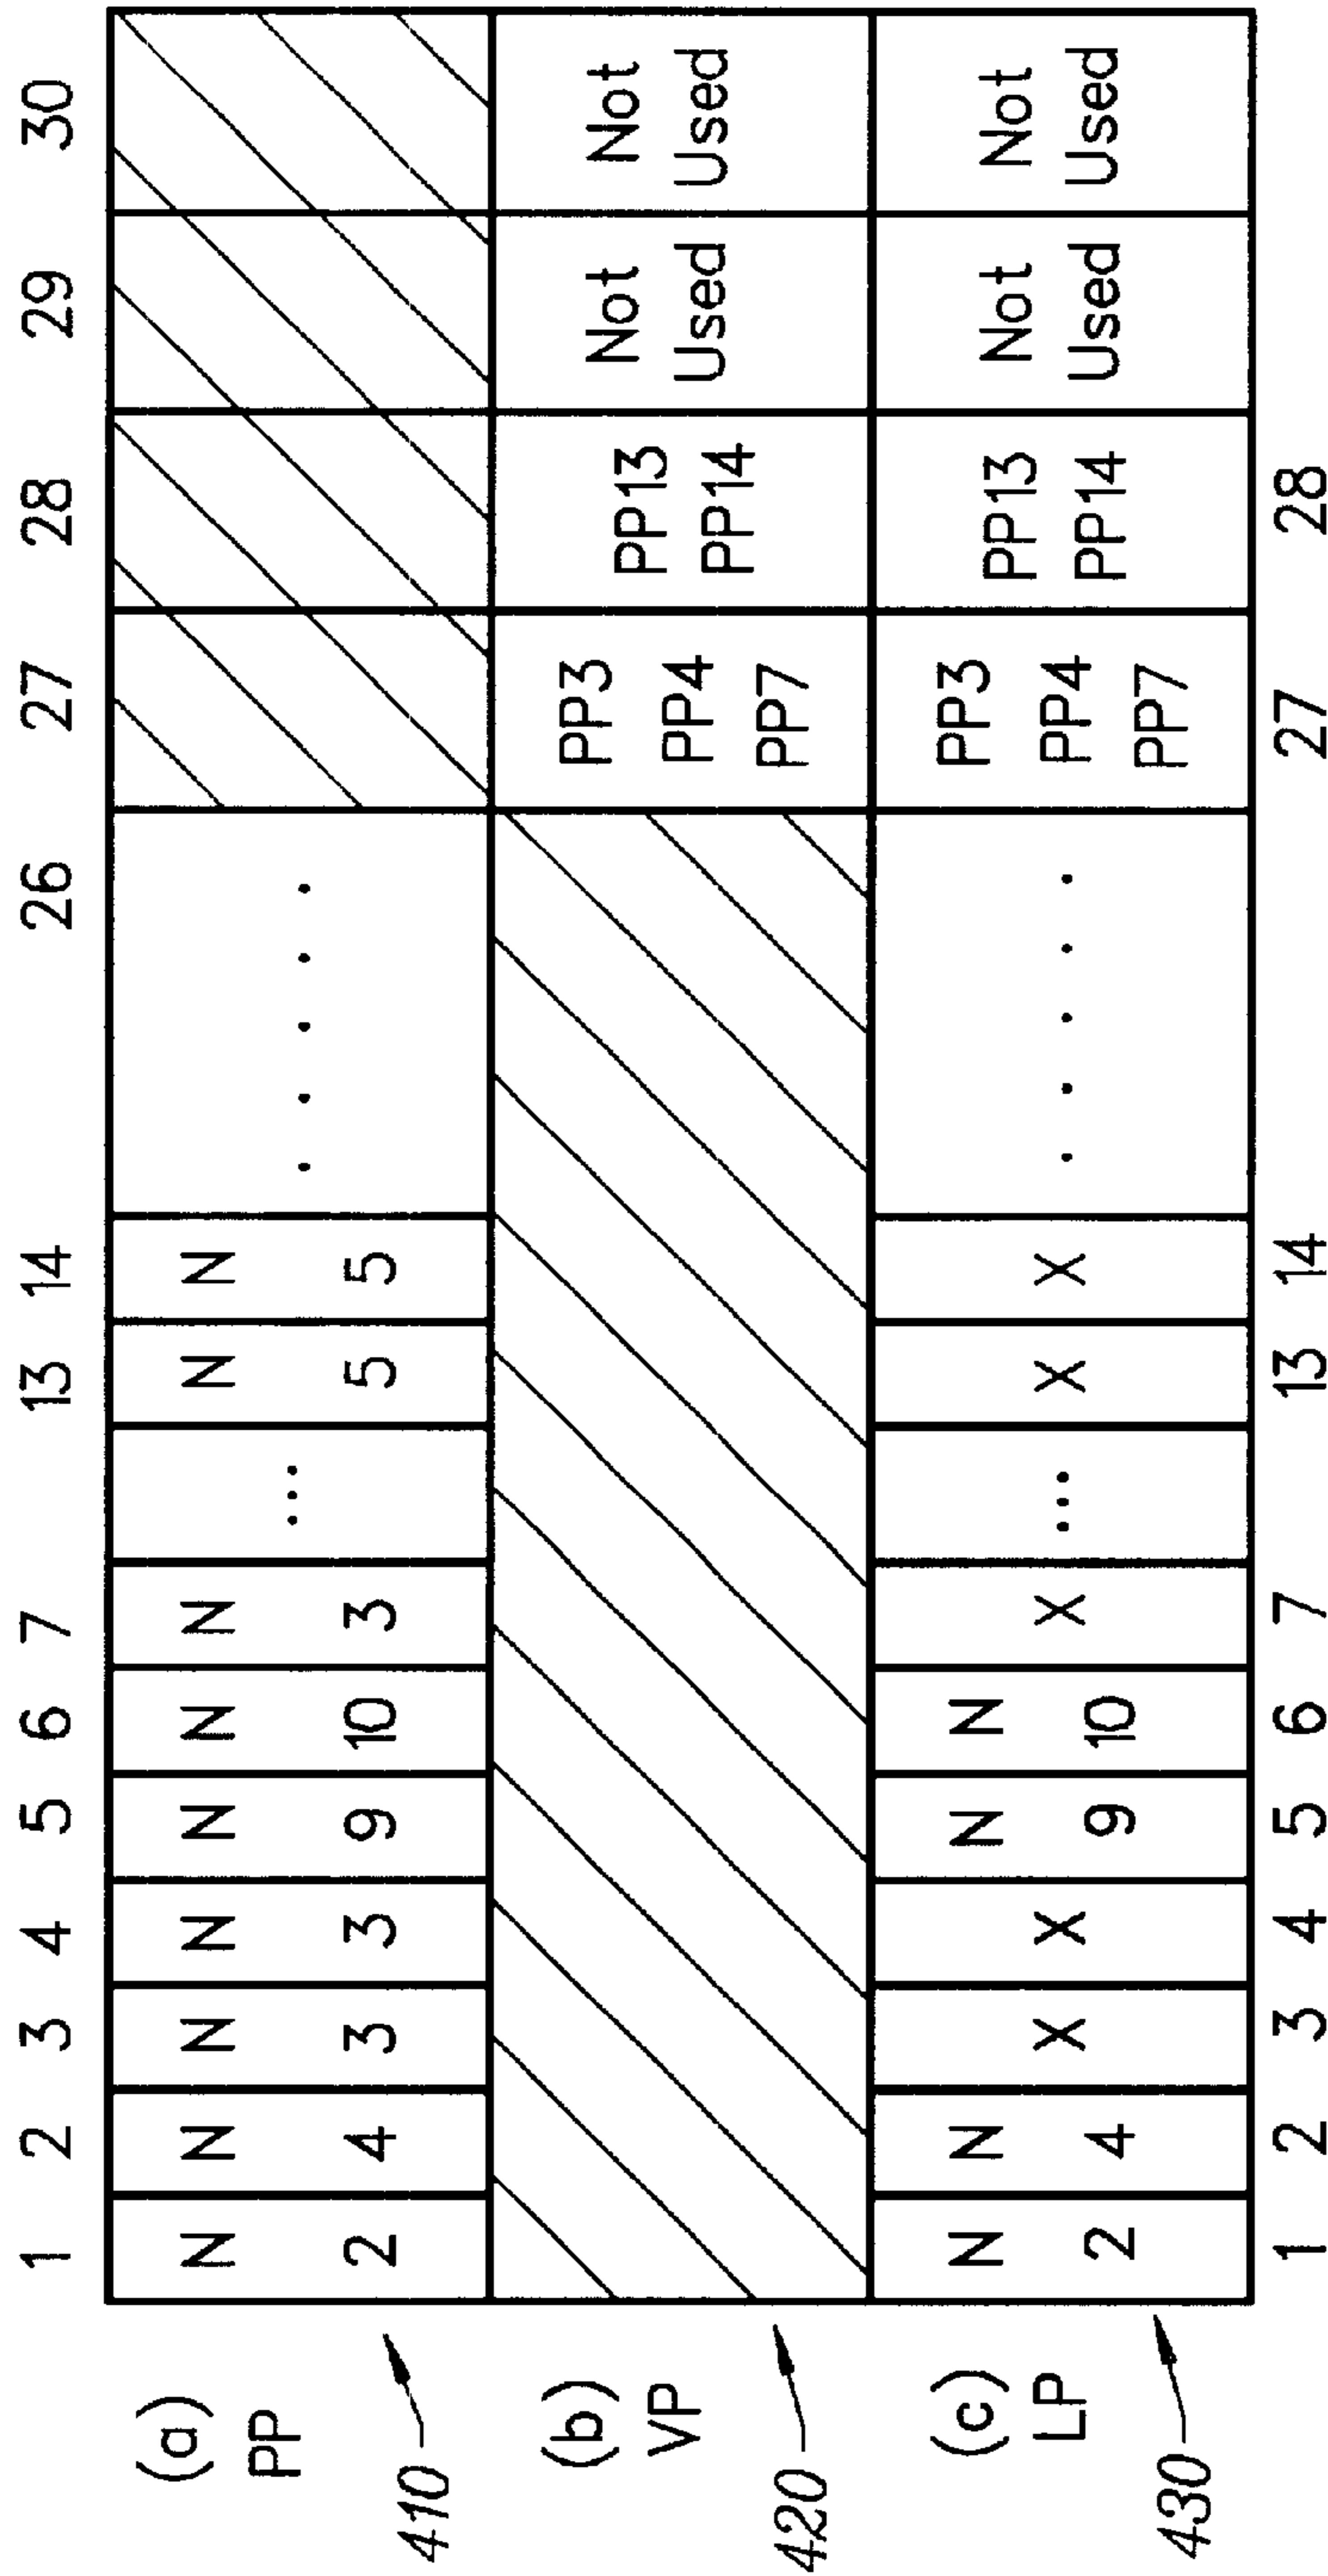 1 2 3 4 5 6 7 13 14 26 27 28 29 30
(a) N N N N N N N ... N N . . . . .
PP 2 4 3 3 9 10 3 5 5
410
(b) PP3 PP13 Not Not
VP PP4 PP14 Used Used
PP7
420
(c) N N X X N N X ... X X . . . . . PP3 PP13 Not Not
LP 2 4 9 10 PP4 PP14 Used Used
PP7
430
1 2 3 4 5 6 7 13 14 27 28